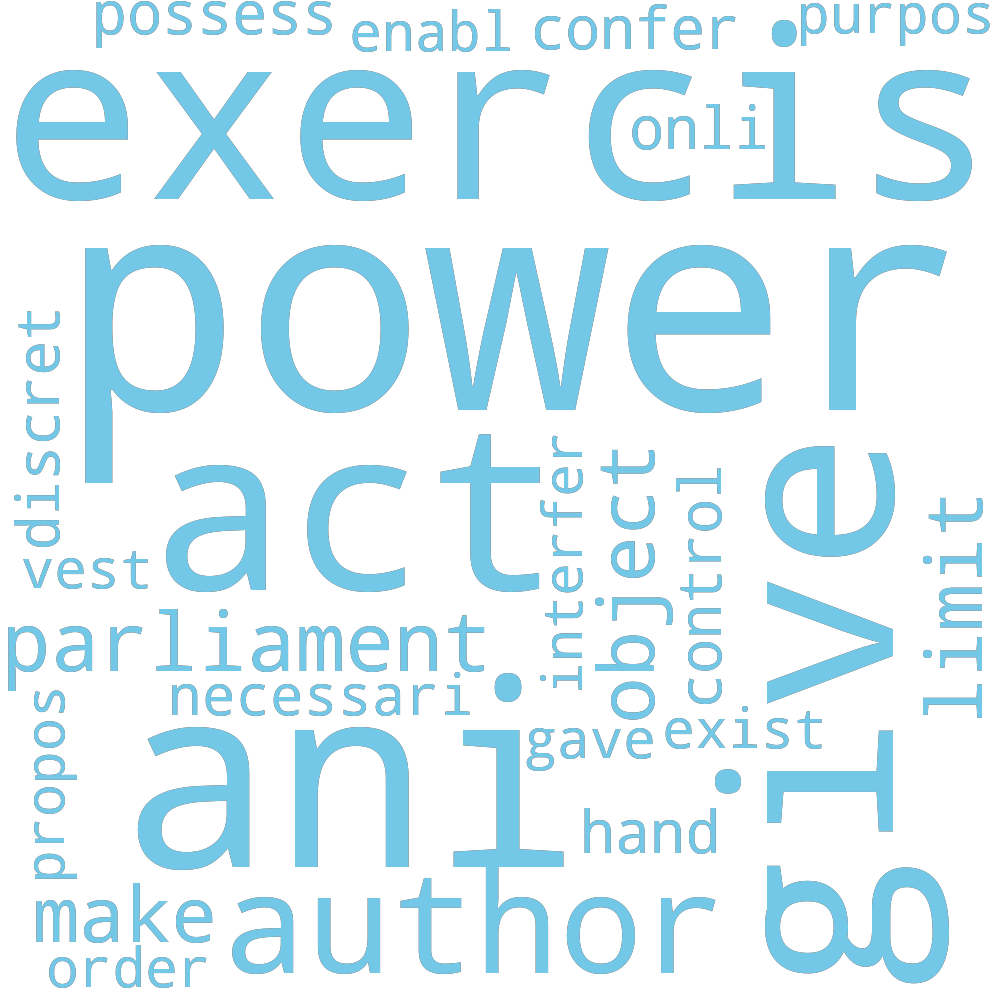 possess
enabl
confer
purpos
exercis
onli
power
discret
act
interfer
object
control
give
limit
vest
parliament
necessari
gave
exist
propos
ani
hand
make
author
order